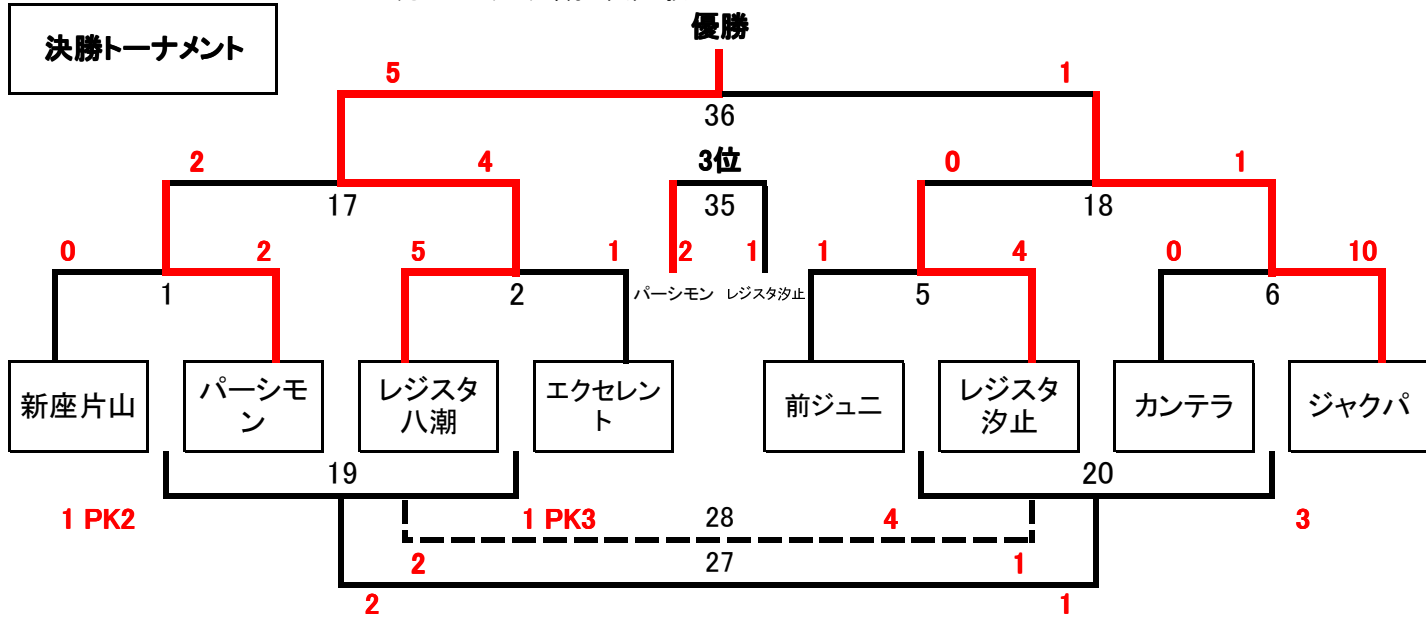 優勝
決勝トーナメント
5
1
36
2
4
3位
0
1
17
35
18
0
2
5
1
2
1
1
4
0
10
1
2
パーシモン
レジスタ汐止
5
6
新座片山
パーシモ
ン
レジスタ
八潮
エクセレン
ト
前ジュニ
レジスタ
汐止
カンテラ
ジャクパ
19
20
1 PK2
1 PK3
28
4
3
2
27
1
2
1